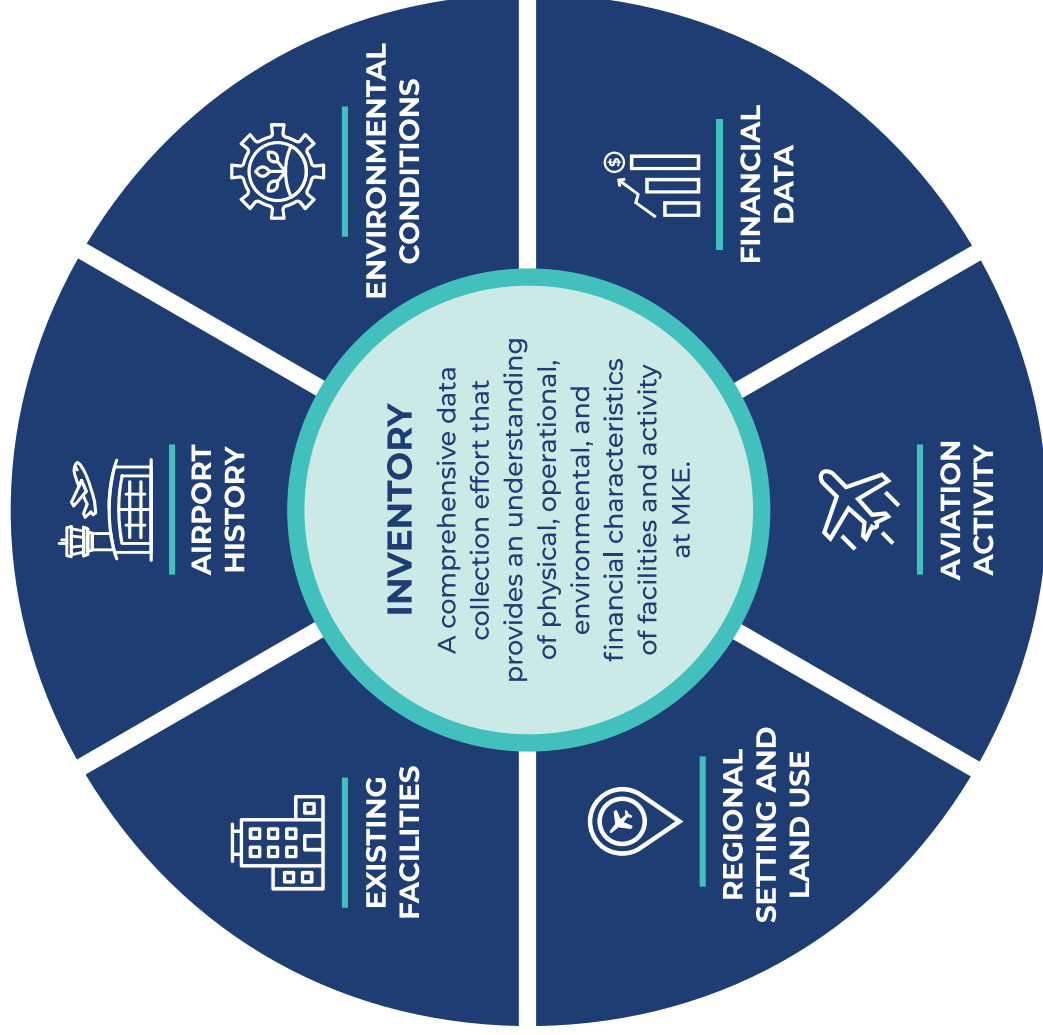 AIRPORT
HISTORY
EXISTING
FACILITIES
ENVIRONMENTAL
CONDITIONS
INVENTORY
A comprehensive data
collection effort that
provides an understanding
of physical, operational,
environmental, and
financial characteristics
of facilities and activity
at MKE.
REGIONAL
SETTING AND
LAND USE
$
FINANCIAL
DATA
AVIATION
ACTIVITY